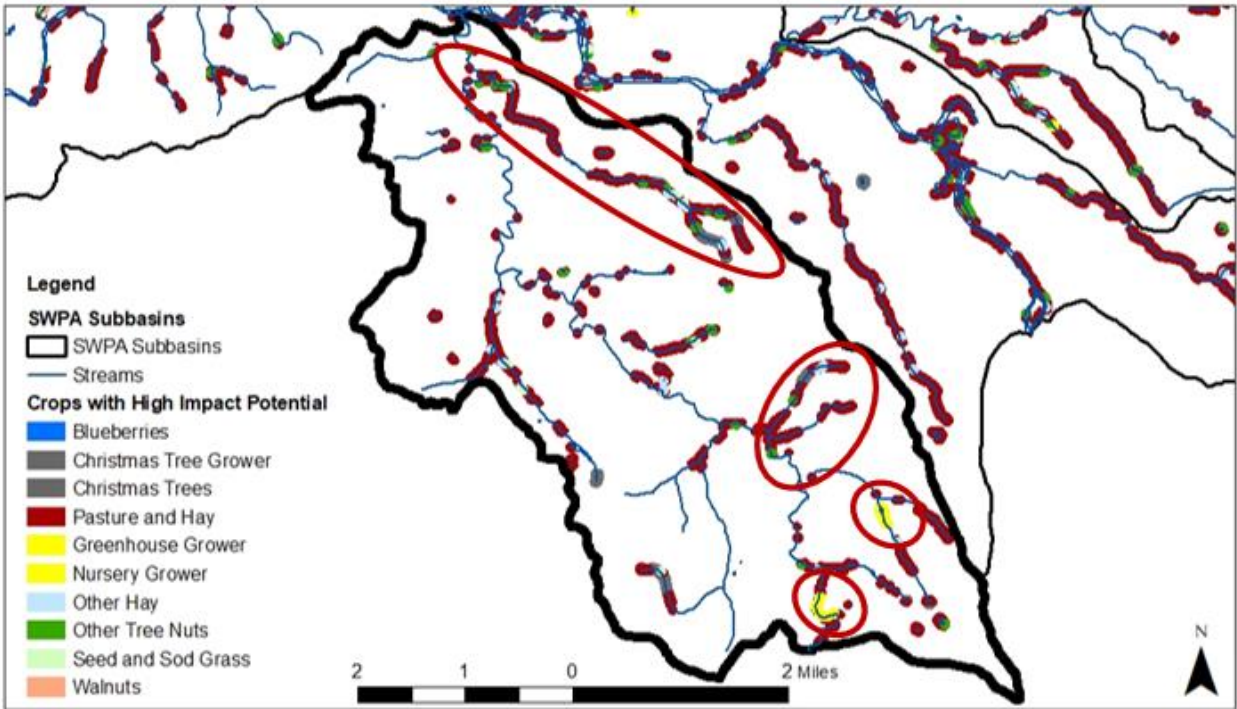 Legend
SWPA Subbasins
SWPA Subbasins
Streams
Crops with High Impact Potential
Blueberries
Christmas Tree Grower
Christmas Trees
Pasture and Hay
Greenhouse Grower
Nursery Grower
Other Hay
Other Tree Nuts
Seed and Sod Grass
Walnuts
2 1 0 2 Miles
N